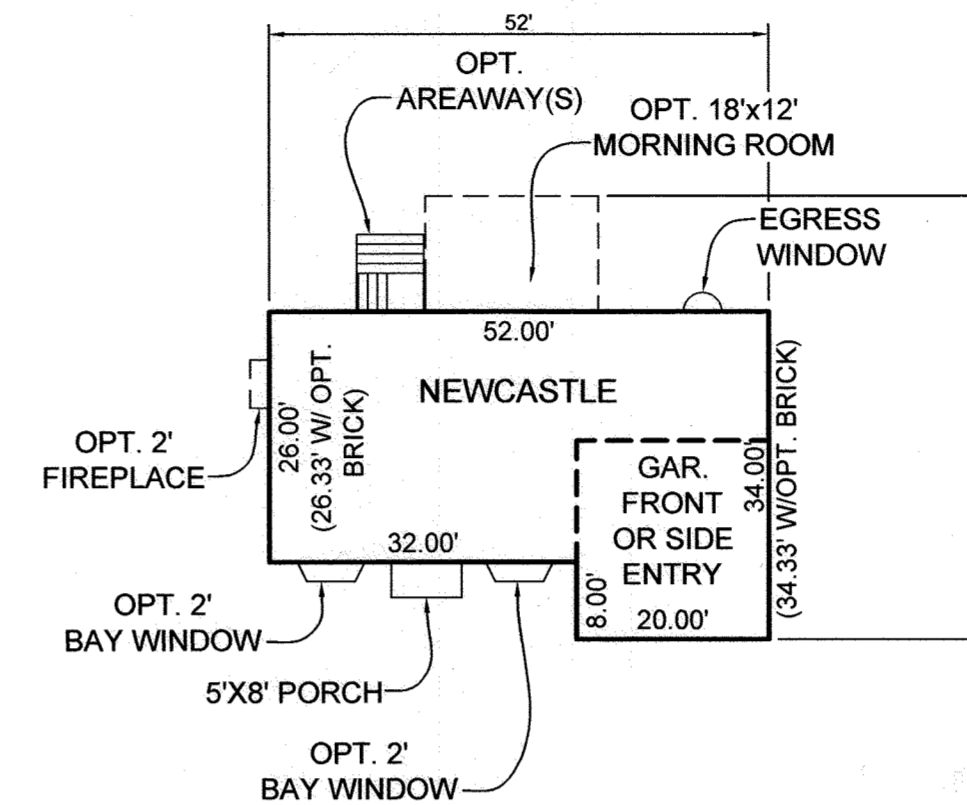 52'
OPT.
AREAWAY(S)
OPT. 18'x12'
MORNING ROOM
EGRESS
WINDOW
52.00'
NEWCASTLE
26.00'
(26.33' W/ OPT.
BRICK)
OPT. 2'
FIREPLACE
GAR.
FRONT
OR SIDE
ENTRY
34.00'
(34.33' W/OPT. BRICK)
32.00'
8.00'
20.00'
OPT. 2'
BAY WINDOW
5'X8' PORCH
OPT. 2'
BAY WINDOW